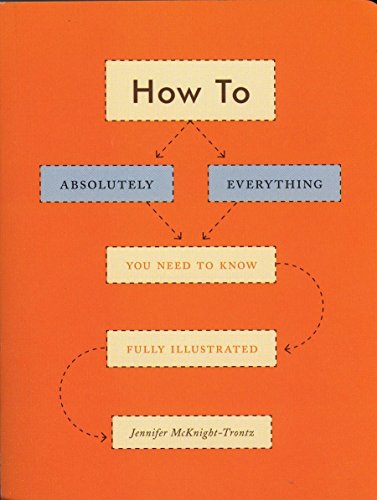 How To
ABSOLUTELY EVERYTHING
YOU NEED TO KNOW
FULLY ILLUSTRATED
Jennifer McKnight-Trontz